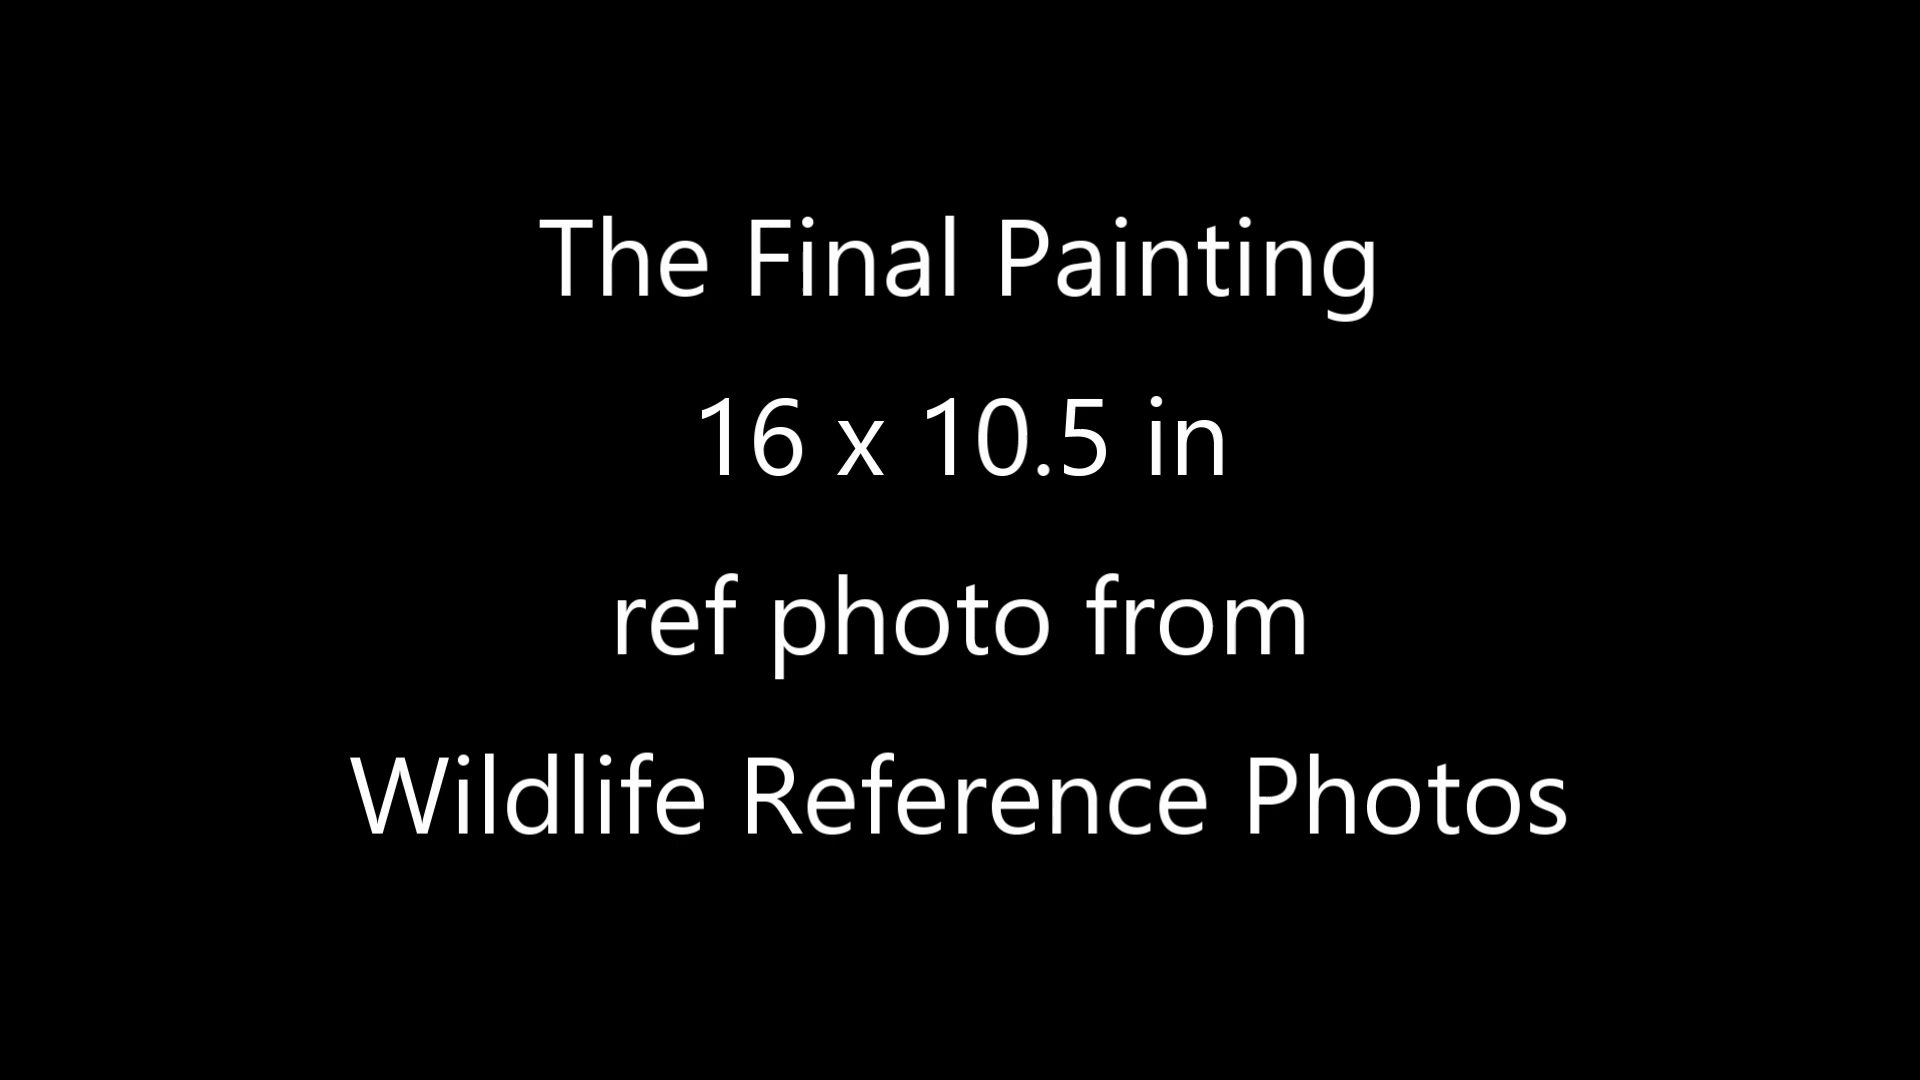 The Final Painting
16 x 10.5 in
ref photo from
Wildlife Reference Photos